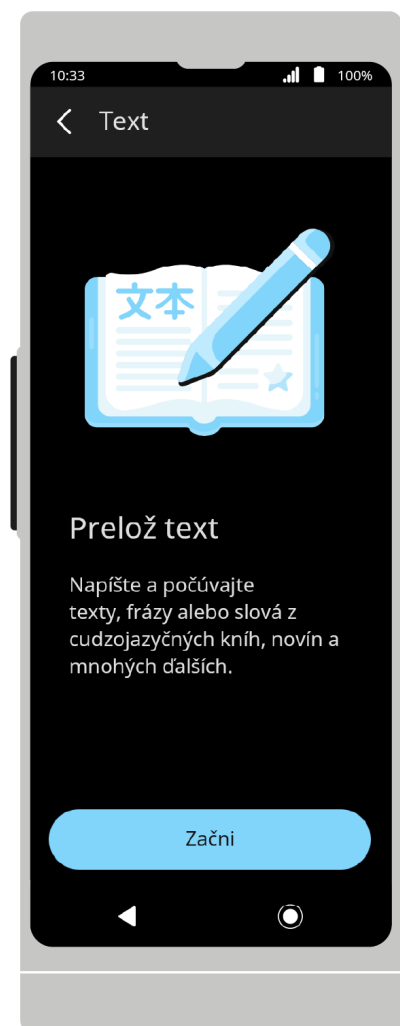 10:33
100%
Text
文本
Prelož text
Napíšte a počúvajte
texty, frázy alebo slová z
cudzojazyčných kníh, novín a
mnohých ďalších.
Začni